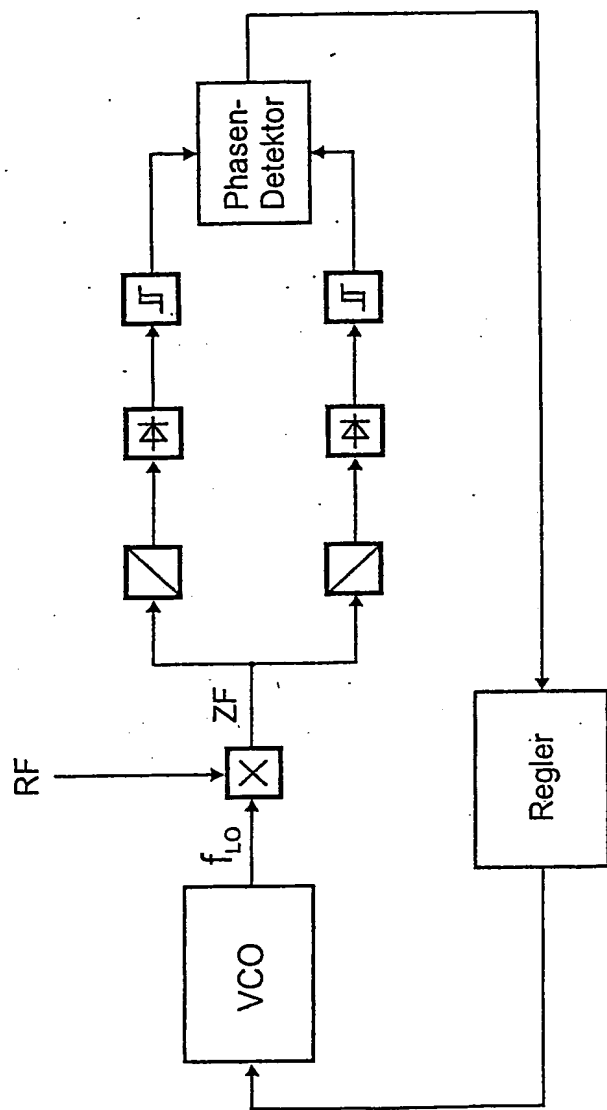 RF
VCO
f_LO
ZF
Phasen-
Detektor
Regler